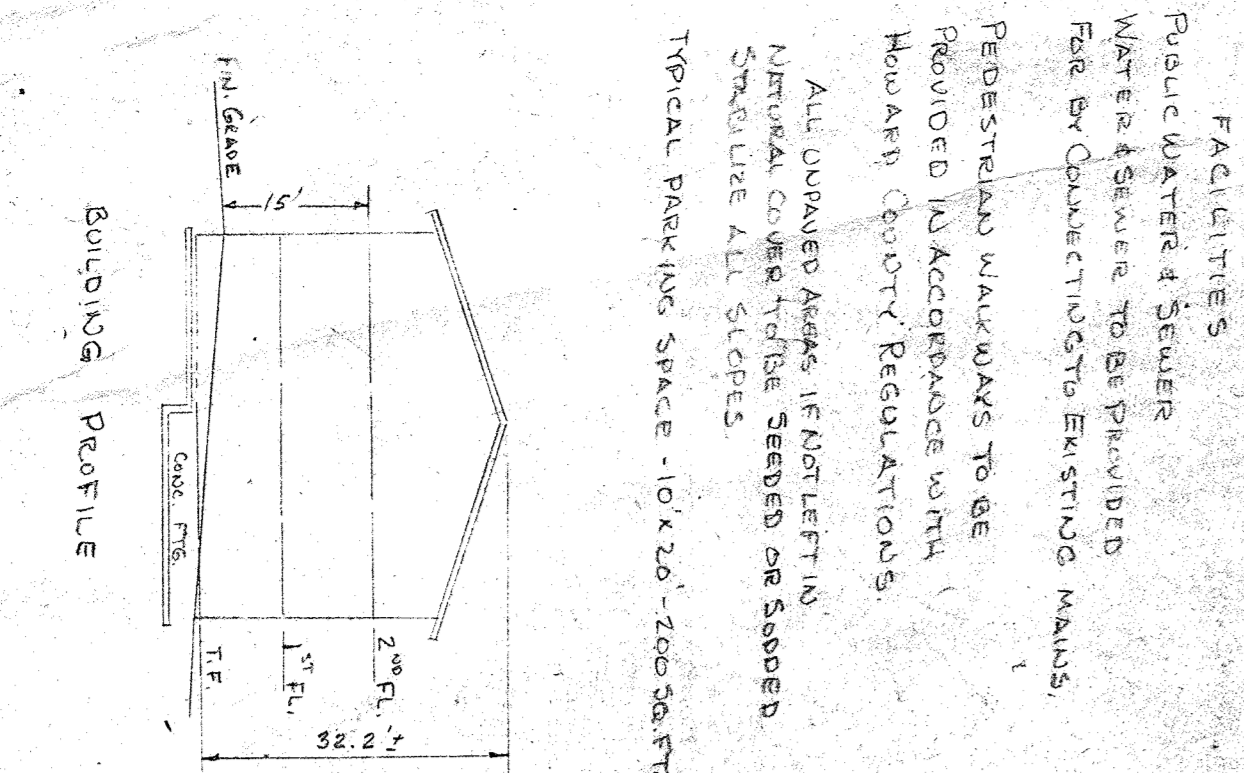 FACILITIES
PUBLIC WATER & SEWER
WATER & SEWER TO BE PROVIDED
FOR BY CONNECTING TO EXISTING MAINS.
PEDESTRIAN WALKWAYS TO BE
PROVIDED IN ACCORDANCE WITH
HOWARD COUNTY REGULATIONS.
ALL UNPAVED AREAS IF NOT LEFT IN
NATURAL COVER TO BE SEEDED OR SODDED
STABILIZE ALL SLOPES.
TYPICAL PARKING SPACE - 10' x 20' - 200 SQ. FT.
2ND FL.
1ST FL.
T.F.
32.2'±
15'
FIN. GRADE
CONC. FTG.
BUILDING PROFILE